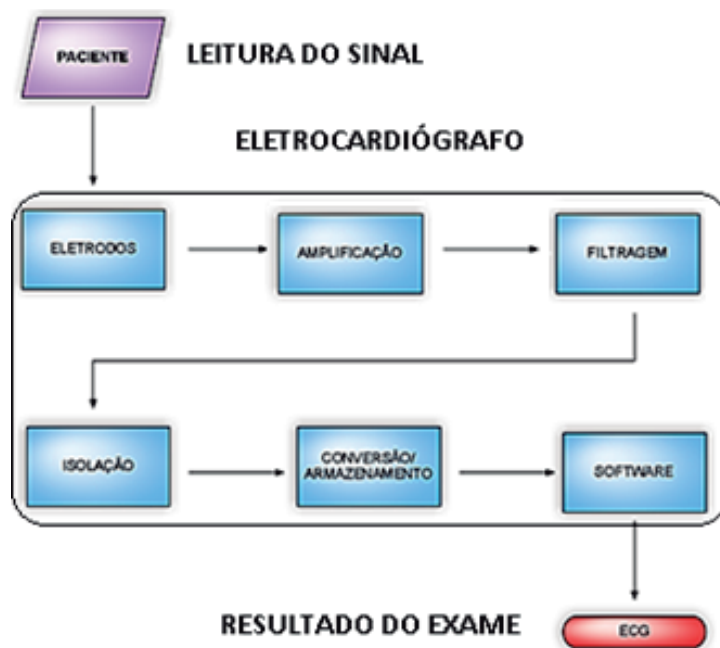 PACIENTE
LEITURA DO SINAL
ELETROCARDIÓGRAFO
ELETRODOS
AMPLIFICAÇÃO
FILTRAGEM
ISOLAÇÃO
CONVERSÃO/
ARMAZENAMENTO
SOFTWARE
RESULTADO DO EXAME
ECG